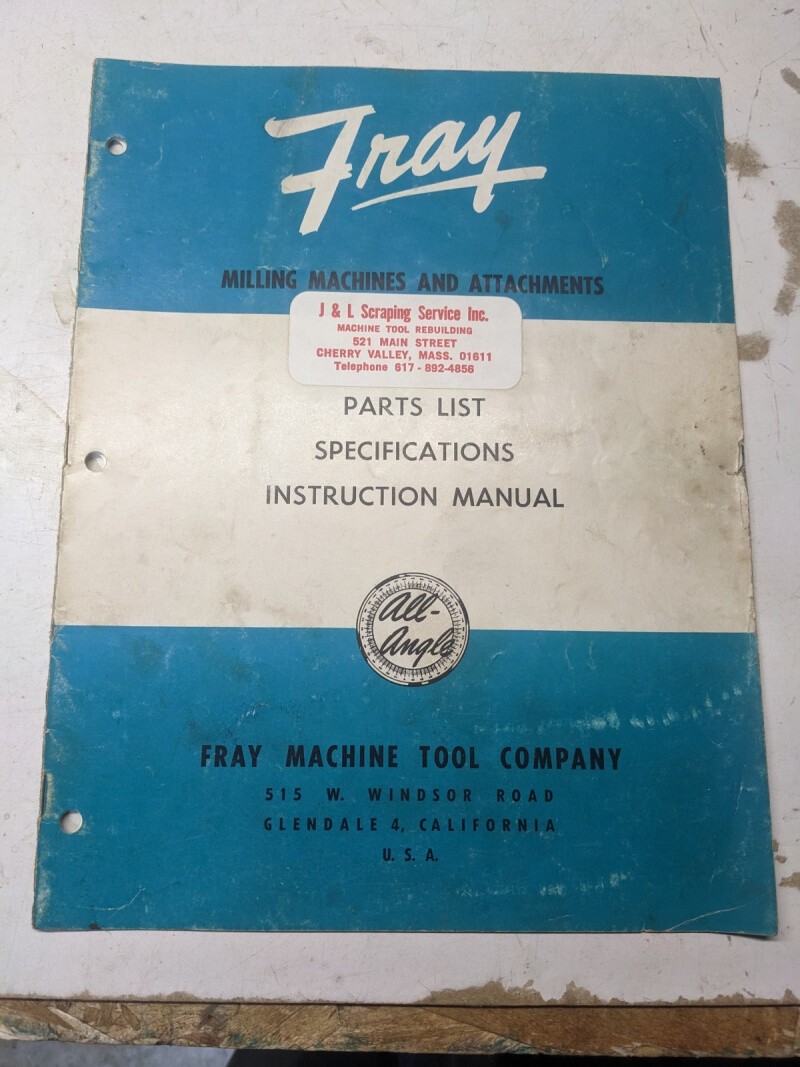 Fray
MILLING MACHINES AND ATTACHMENTS
J & L Scraping Service Inc.
MACHINE TOOL REBUILDING
521 MAIN STREET
CHERRY VALLEY, MASS. 01611
Telephone 617 - 892-4856
PARTS LIST
SPECIFICATIONS
INSTRUCTION MANUAL
All-
Angle
FRAY MACHINE TOOL COMPANY
515 W. WINDSOR ROAD
GLENDALE 4, CALIFORNIA
U. S. A.